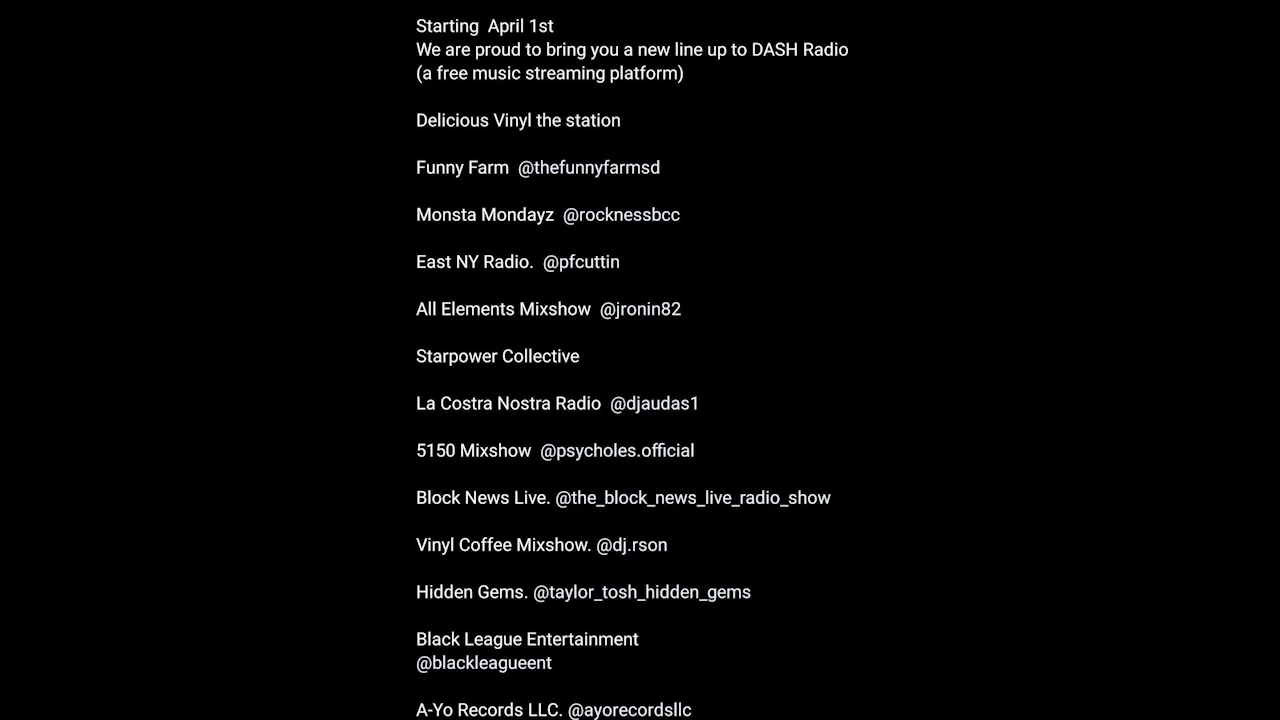 Starting  April 1st
We are proud to bring you a new line up to DASH Radio
(a free music streaming platform)
Delicious Vinyl the station
Funny Farm  @thefunnyfarmsd
Monsta Mondayz  @rocknessbcc
East NY Radio.  @pfcuttin
All Elements Mixshow  @jronin82
Starpower Collective
La Costra Nostra Radio  @djaudas1
5150 Mixshow  @psycholes.official
Block News Live. @the_block_news_live_radio_show
Vinyl Coffee Mixshow. @dj.rson
Hidden Gems. @taylor_tosh_hidden_gems
Black League Entertainment
@blackleagueent
A-Yo Records LLC. @ayorecordsllc